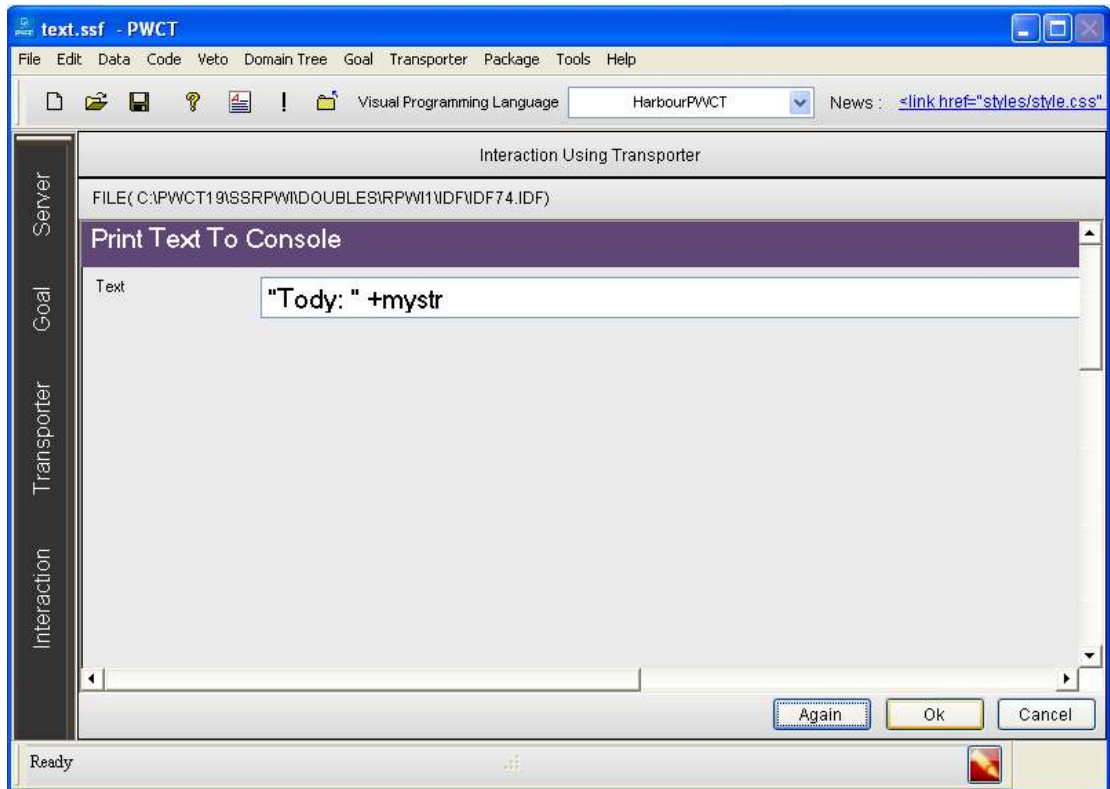 text.ssf - PWCT
File Edit Data Code Veto Domain Tree Goal Transporter Package Tools Help
Visual Programming Language HarbourPWCT News : <link href="styles/style.css"
Interaction Using Transporter
FILE( C:\PWCT19\SSRPWI\DOUBLES\RPWI1\IDF\IDF74.IDF)
Print Text To Console
Text "Tody: " +mystr
Server
Goal
Transporter
Interaction
Again Ok Cancel
Ready